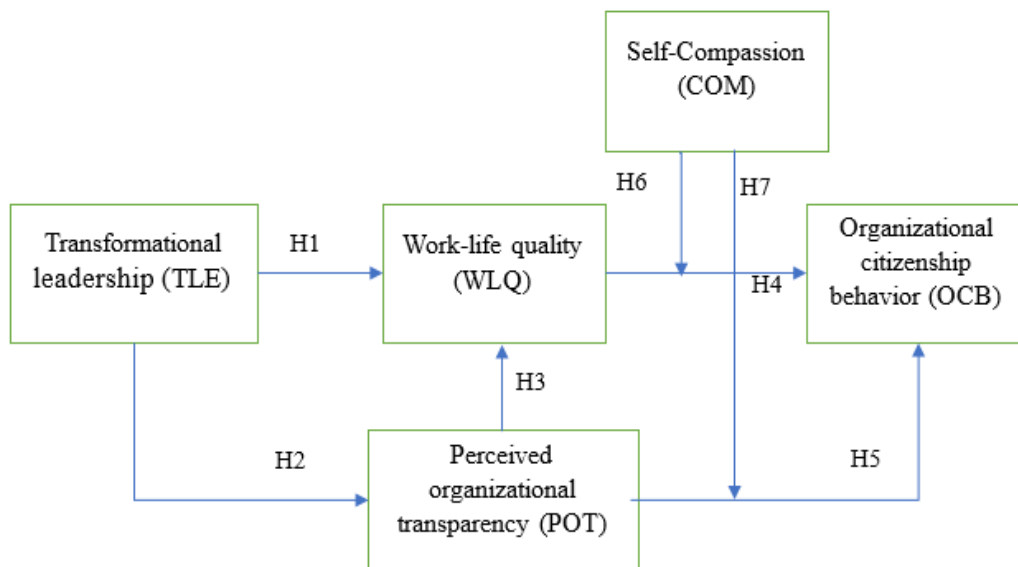 Self-Compassion
(COM)
H6
H7
Transformational
leadership (TLE)
H1
Work-life quality
(WLQ)
H4
Organizational
citizenship
behavior (OCB)
H3
H2
Perceived
organizational
transparency (POT)
H5